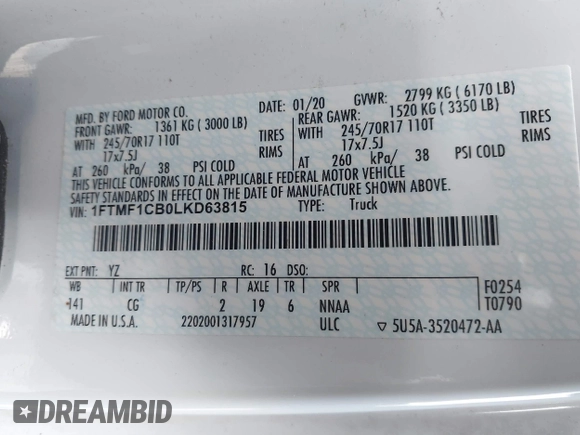 MFD. BY FORD MOTOR CO.
DATE: 01/20 GVWR: 2799 KG ( 6170 LB)
FRONT GAWR: 1361 KG ( 3000 LB) REAR GAWR: 1520 KG ( 3350 LB)
WITH 245/70R17 110T TIRES WITH 245/70R17 110T TIRES
17x7.5J RIMS 17x7.5J RIMS
AT 260 kPa/ 38 PSI COLD AT 260 kPa/ 38 PSI COLD
THIS VEHICLE CONFORMS TO ALL APPLICABLE FEDERAL MOTOR VEHICLE
SAFETY STANDARDS IN EFFECT ON THE DATE OF MANUFACTURE SHOWN ABOVE.
VIN: 1FTMF1CB0LKD63815 TYPE: Truck
EXT PNT: YZ RC: 16 DSO:
WB INT TR TP/PS R AXLE TR SPR F0254
141 CG 2 19 6 NNAA T0790
MADE IN U.S.A. 2202001317957 ULC ▽ 5U5A-3520472-AA
DREAMBID